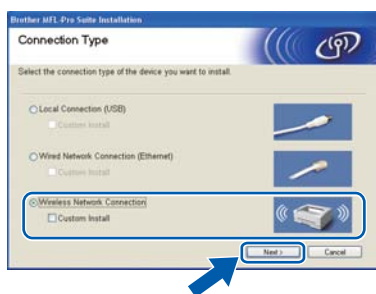 Brother MFL-Pro Suite Installation
Connection Type
Select the connection type of the device you want to install.
Local Connection (USB)
Custom Install
Wired Network Connection (Ethernet)
Custom Install
Wireless Network Connection
Custom Install
Next >
Cancel